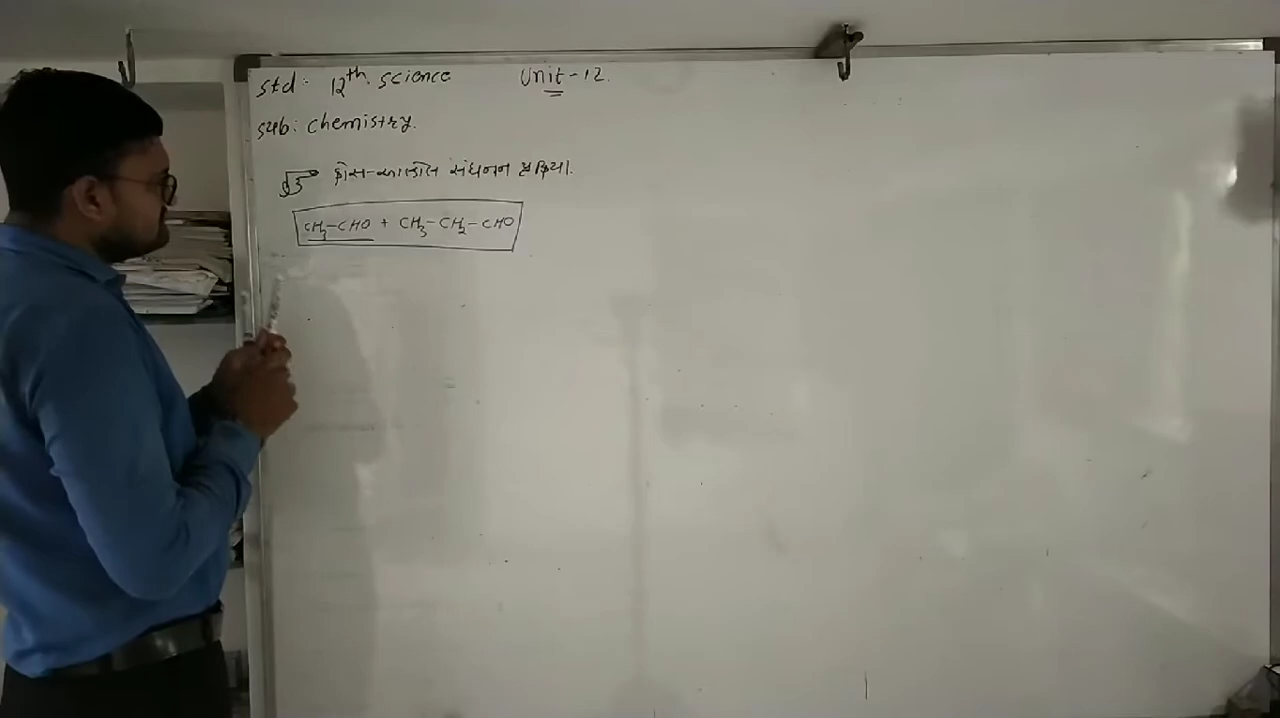 Std: 12th Science Unit-12.
Sub: Chemistry.
ક્રોસ-આલ્ડોલ સંઘનન પ્રક્રિયા.
CH3-CHO + CH3-CH2-CHO